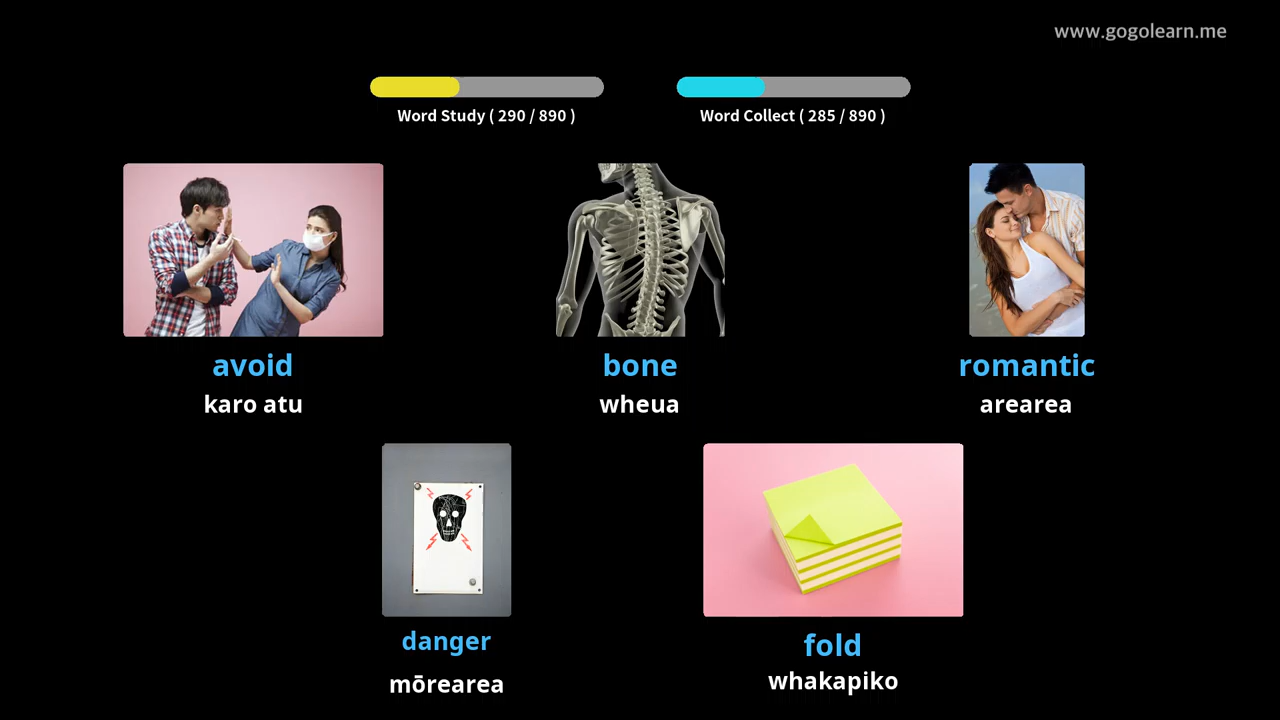 www.gogolearn.me
Word Study ( 290 / 890 )
Word Collect ( 285 / 890 )
avoid
karo atu
bone
wheua
romantic
arearea
danger
mōrearea
fold
whakapiko